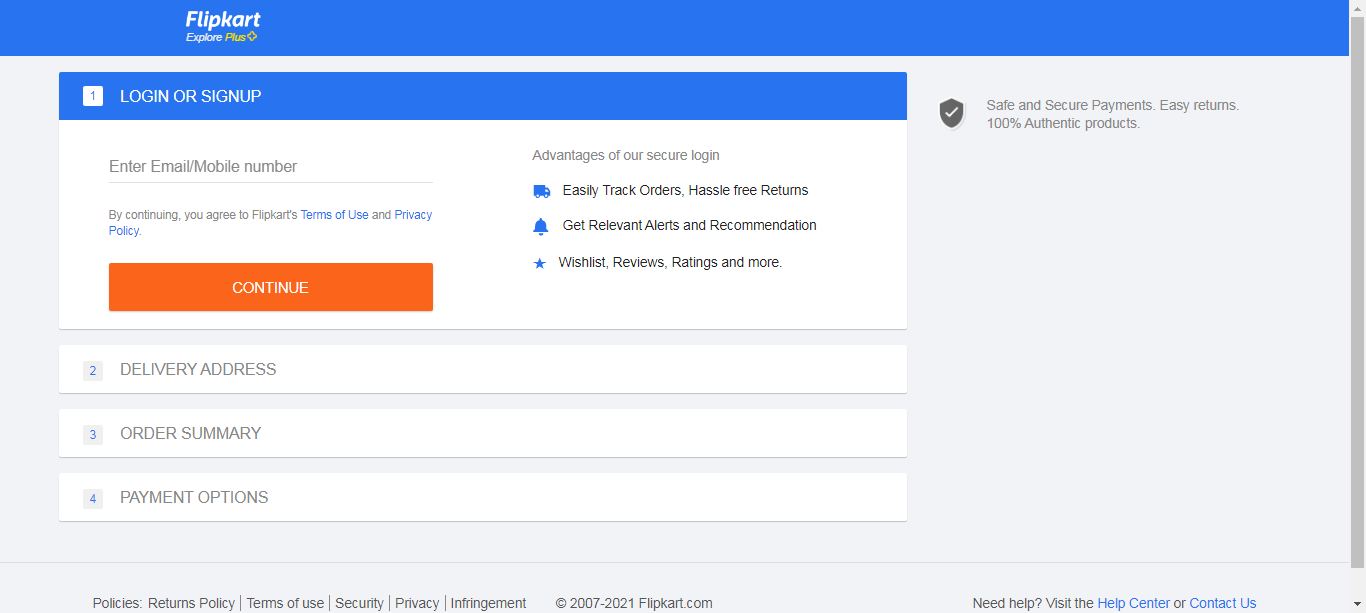 Flipkart
Explore Plus
1 LOGIN OR SIGNUP
Enter Email/Mobile number
By continuing, you agree to Flipkart's Terms of Use and Privacy
Policy.
CONTINUE
Advantages of our secure login
Easily Track Orders, Hassle free Returns
Get Relevant Alerts and Recommendation
Wishlist, Reviews, Ratings and more.
Safe and Secure Payments. Easy returns.
100% Authentic products.
2 DELIVERY ADDRESS
3 ORDER SUMMARY
4 PAYMENT OPTIONS
Policies: Returns Policy | Terms of use | Security | Privacy | Infringement © 2007-2021 Flipkart.com Need help? Visit the Help Center or Contact Us